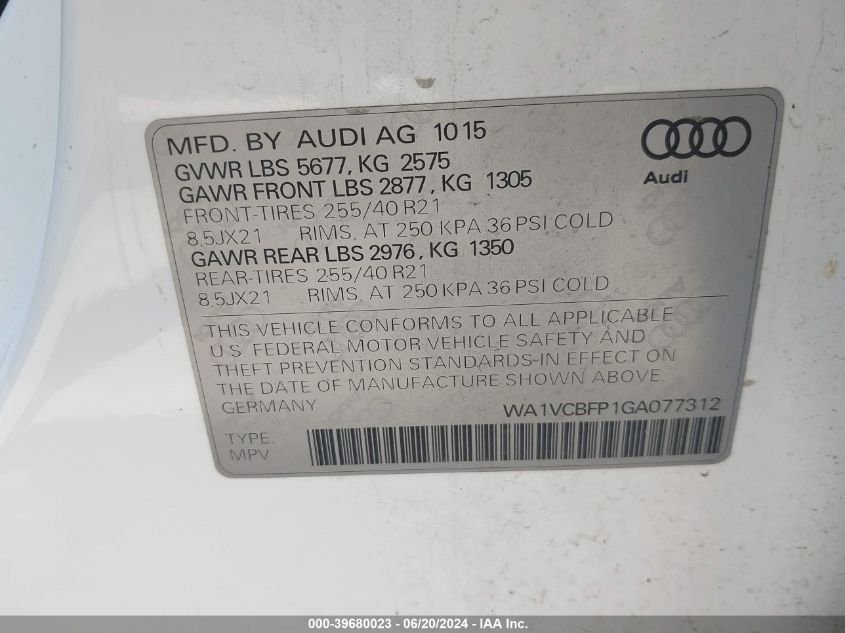 MFD. BY AUDI AG 1015
GVWR LBS 5677, KG 2575
GAWR FRONT LBS 2877, KG 1305
FRONT-TIRES 255/40 R21
8,5JX21 RIMS, AT 250 KPA 36 PSI COLD
GAWR REAR LBS 2976, KG 1350
REAR-TIRES 255/40 R21
8,5JX21 RIMS, AT 250 KPA 36 PSI COLD
Audi
THIS VEHICLE CONFORMS TO ALL APPLICABLE
U.S. FEDERAL MOTOR VEHICLE SAFETY AND
THEFT PREVENTION STANDARDS-IN EFFECT ON
THE DATE OF MANUFACTURE SHOWN ABOVE.
GERMANY WA1VCBFP1GA077312
TYPE:
MPV
000-39680023 / 06/20/2024 - IAA Inc.